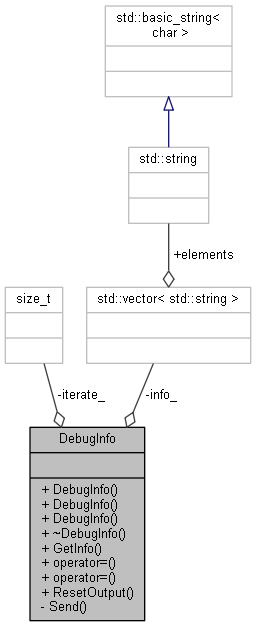 std::basic_string<
char >
std::string
+elements
size_t
std::vector< std::string >
-iterate_
-info_
DebugInfo
+ DebugInfo()
+ DebugInfo()
+ DebugInfo()
+ ~DebugInfo()
+ GetInfo()
+ operator=()
+ operator=()
+ ResetOutput()
- Send()